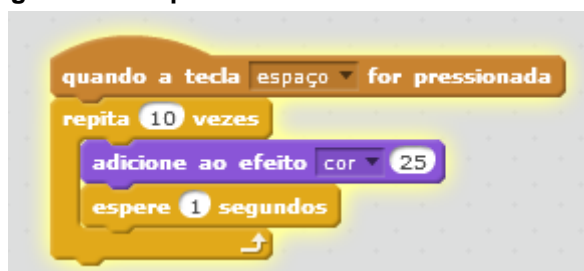 quando a tecla espaço for pressionada
repita 10 vezes
adicione ao efeito cor 25
espere 1 segundos